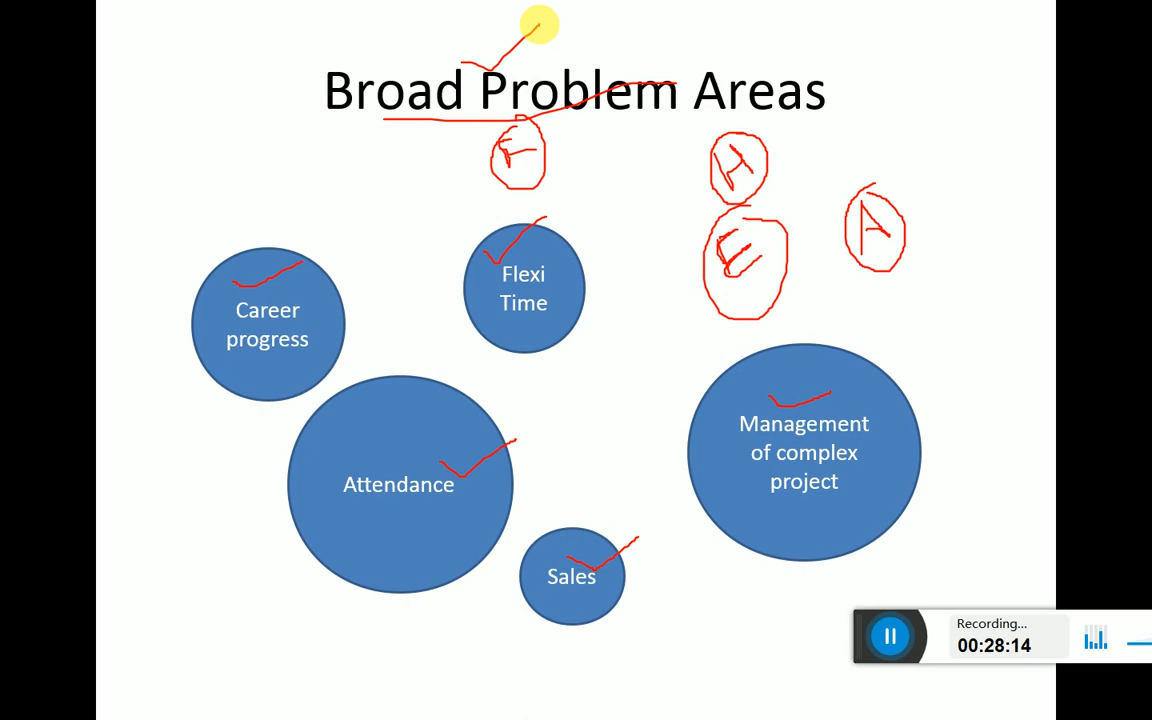 Broad Problem Areas
F
H
E
A
Flexi
Time
Career
progress
Management
of complex
project
Attendance
Sales
Recording...
00:28:14